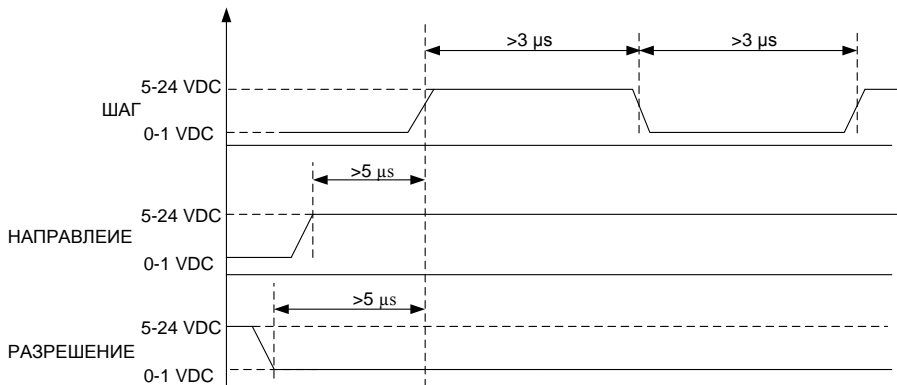 >3 µs >3 µs
5-24 VDC
ШАГ
0-1 VDC
>5 µs
5-24 VDC
НАПРАВЛЕИЕ
0-1 VDC
>5 µs
5-24 VDC
РАЗРЕШЕНИЕ
0-1 VDC